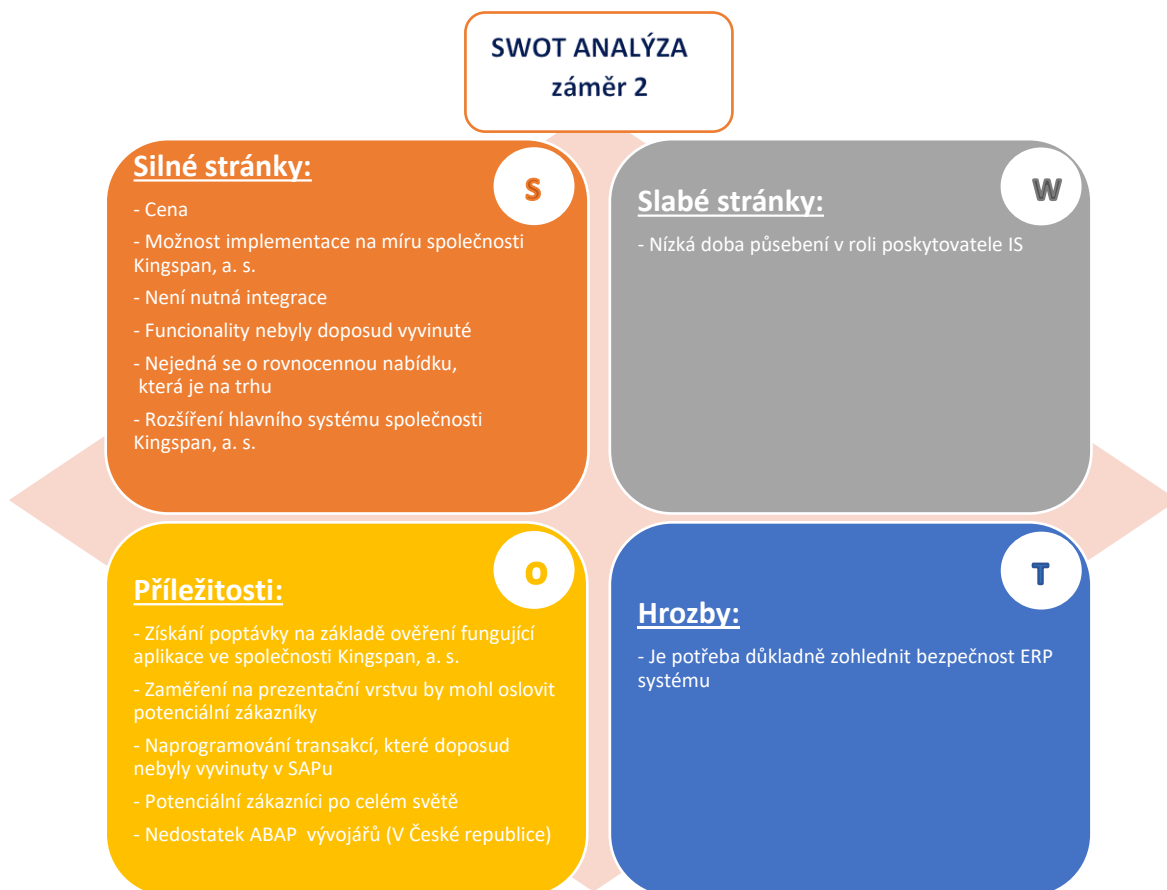 SWOT ANALÝZA
záměr 2
Silné stránky:
S
- Cena
- Možnost implementace na míru společnosti
Kingspan, a. s.
- Není nutná integrace
- Funcionality nebyly doposud vyvinuté
- Nejedná se o rovnocennou nabídku,
která je na trhu
- Rozšíření hlavního systému společnosti
Kingspan, a. s.
Slabé stránky:
W
- Nízká doba působení v roli poskytovatele IS
Příležitosti:
O
- Získání poptávky na základě ověření fungující
aplikace ve společnosti Kingspan, a. s.
- Zaměření na prezentační vrstvu by mohl oslovit
potenciální zákazníky
- Naprogramování transakcí, které doposud
nebyly vyvinuty v SAPu
- Potenciální zákazníci po celém světě
- Nedostatek ABAP vývojářů (V České republice)
Hrozby:
T
- Je potřeba důkladně zohlednit bezpečnost ERP
systému